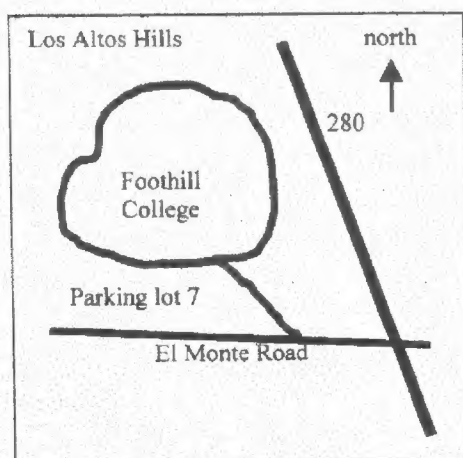 Los Altos Hills
north
280
Foothill
College
Parking lot 7
El Monte Road